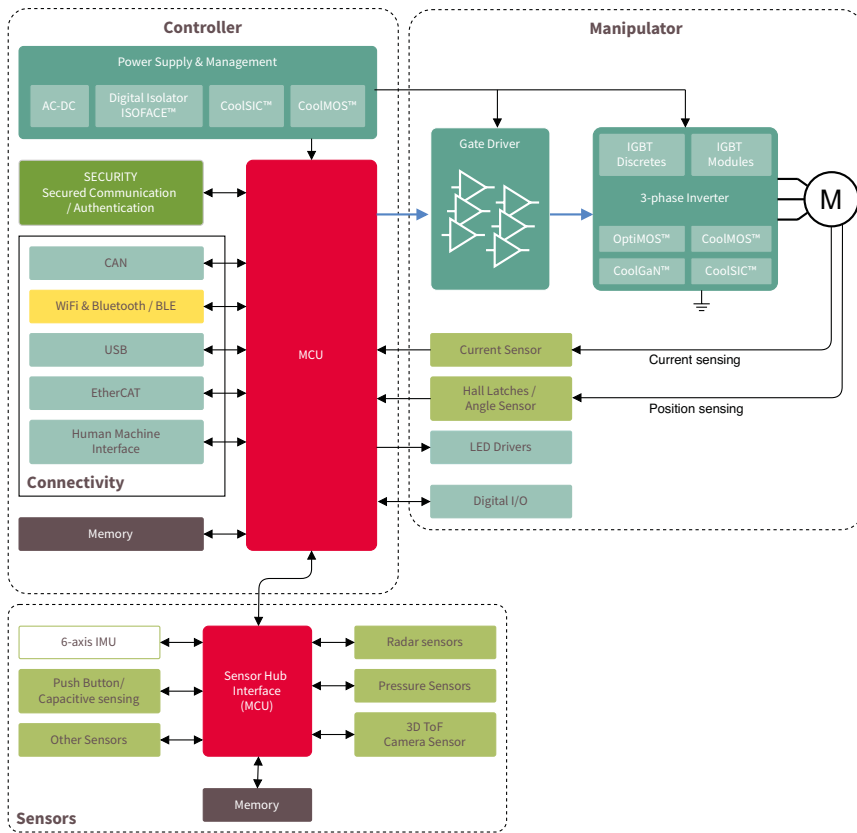 Controller
Manipulator
Power Supply & Management
AC-DC
Digital Isolator
ISOFACE™
CoolSIC™
CoolMOS™
SECURITY
Secured Communication
/ Authentication
CAN
WiFi & Bluetooth / BLE
USB
EtherCAT
Human Machine
Interface
Connectivity
Memory
MCU
Gate Driver
IGBT
Discretes
IGBT
Modules
3-phase Inverter
OptiMOS™
CoolMOS™
CoolGaN™
CoolSIC™
M
Current Sensor
Current sensing
Hall Latches /
Angle Sensor
Position sensing
LED Drivers
Digital I/O
6-axis IMU
Push Button/
Capacitive sensing
Other Sensors
Sensor Hub
Interface
(MCU)
Radar sensors
Pressure Sensors
3D ToF
Camera Sensor
Memory
Sensors